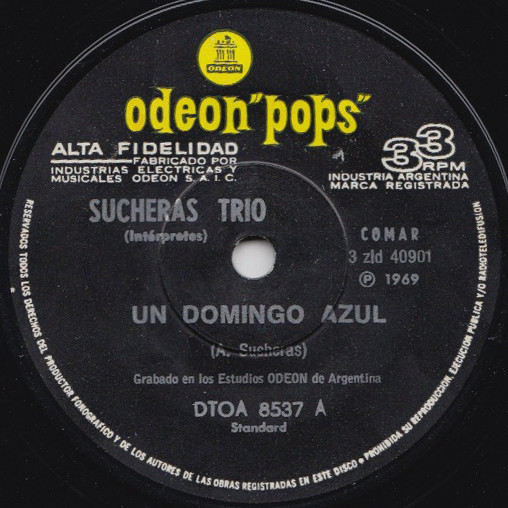 ODEON
odeon "pops"
ALTA FIDELIDAD
FABRICADO POR
INDUSTRIAS ELECTRICAS Y
MUSICALES ODEON S.A.I.C.
33
RPM
INDUSTRIA ARGENTINA
MARCA REGISTRADA
SUCHERAS TRIO
(Intérpretes)
COMAR
3 zld 40901
℗ 1969
UN DOMINGO AZUL
(A. Sucheras)
Grabado en los Estudios ODEON de Argentina
DTOA 8537 A
Standard
RESERVADOS TODOS LOS DERECHOS DEL PRODUCTOR FONOGRAFICO Y DE LOS AUTORES DE LAS OBRAS REGISTRADAS EN ESTE DISCO • PROHIBIDA SU REPRODUCCION, EJECUCION PUBLICA Y/O RADIOTELEDIFUSION